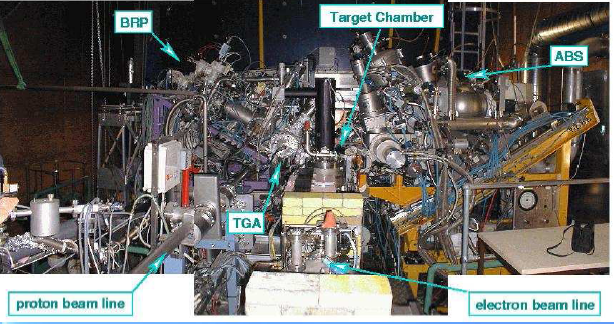 BRP
Target Chamber
ABS
TGA
proton beam line
electron beam line